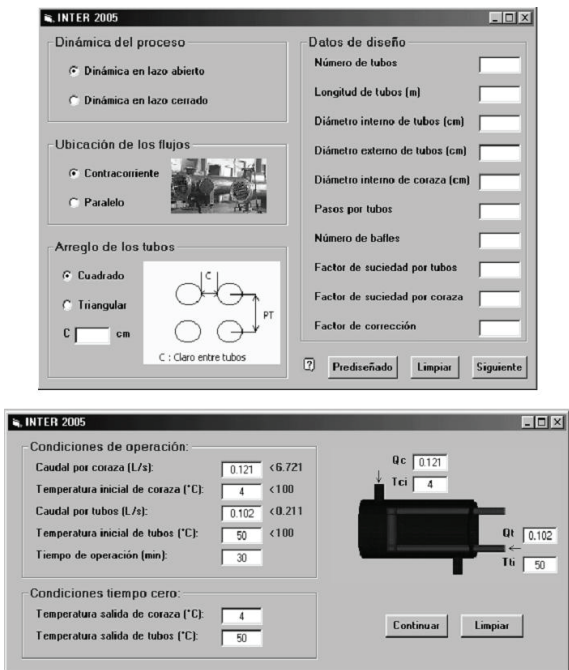 INTER 2005
Dinámica del proceso
Dinámica en lazo abierto
Dinámica en lazo cerrado
Ubicación de los flujos
Contracorriente
Paralelo
Arreglo de los tubos
Cuadrado
Triangular
C cm
C
PT
C : Claro entre tubos
Datos de diseño
Número de tubos
Longitud de tubos (m)
Diámetro interno de tubos (cm)
Diámetro externo de tubos (cm)
Diámetro interno de coraza (cm)
Pasos por tubos
Número de bafles
Factor de suciedad por tubos
Factor de suciedad por coraza
Factor de corrección
? Prediseñado Limpiar Siguiente
INTER 2005
Condiciones de operación:
Caudal por coraza (L/s): 0.121 <6.721
Temperatura inicial de coraza (°C): 4 <100
Caudal por tubos (L/s): 0.102 <0.211
Temperatura inicial de tubos (°C): 50 <100
Tiempo de operación (min): 30
Condiciones tiempo cero:
Temperatura salida de coraza (°C): 4
Temperatura salida de tubos (°C): 50
Qc 0.121
Tci 4
Qt 0.102
Tti 50
Continuar Limpiar